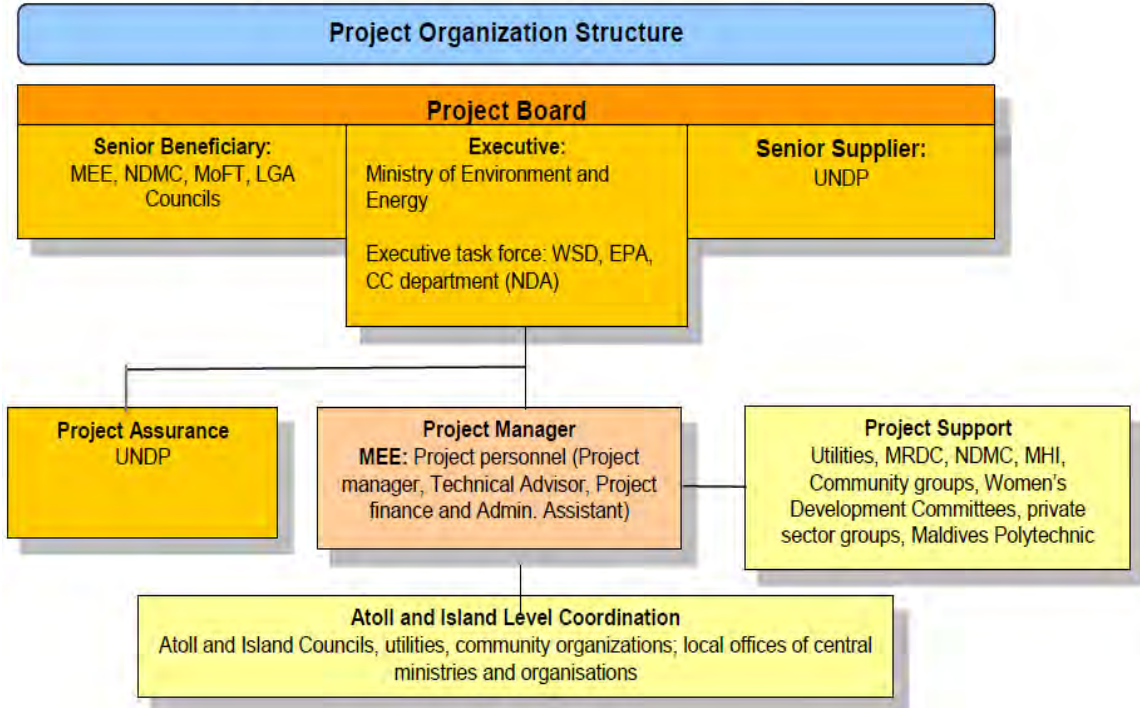 Project Organization Structure
Project Board
Senior Beneficiary:
MEE, NDMC, MoFT, LGA
Councils
Executive:
Ministry of Environment and
Energy
Executive task force: WSD, EPA,
CC department (NDA)
Senior Supplier:
UNDP
Project Assurance
UNDP
Project Manager
MEE: Project personnel (Project
manager, Technical Advisor, Project
finance and Admin. Assistant)
Project Support
Utilities, MRDC, NDMC, MHI,
Community groups, Women's
Development Committees, private
sector groups, Maldives Polytechnic
Atoll and Island Level Coordination
Atoll and Island Councils, utilities, community organizations; local offices of central
ministries and organisations